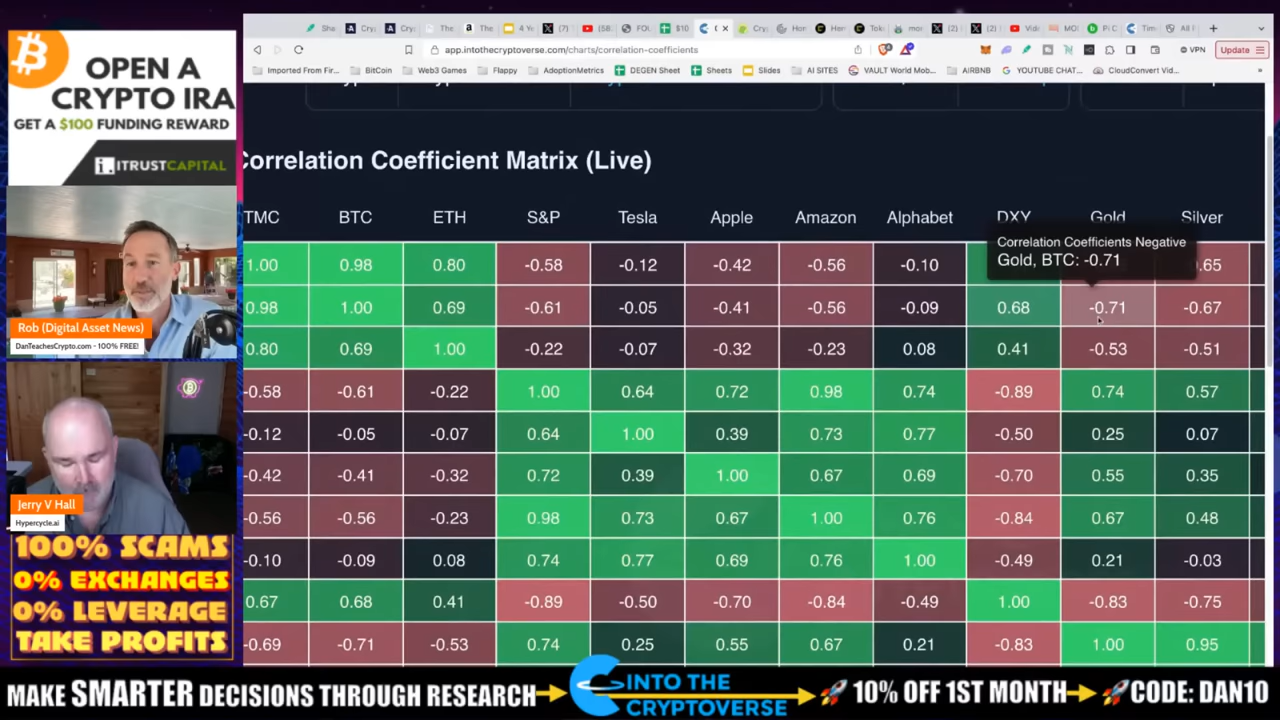 OPEN A
CRYPTO IRA
GET A $100 FUNDING REWARD
i. ITRUSTCAPITAL
Rob (Digital Asset News)
DanTeachesCrypto.com - 100% FREE!
Jerry V Hall
Hypercycle.ai
100% SCAMS
0% EXCHANGES
0% LEVERAGE
TAKE PROFITS
app.intothecryptoverse.com/charts/correlation-coefficients
VPN
Update
Imported From Fir...
BitCoin
Web3 Games
Flappy
AdoptionMetrics
DEGEN Sheet
Sheets
Slides
AI SITES
VAULT World Mob...
AIRBNB
YOUTUBE CHAT...
CloudConvert Vid...
Correlation Coefficient Matrix (Live)
TMC BTC ETH S&P Tesla Apple Amazon Alphabet DXY Gold Silver
Correlation Coefficients Negative
Gold, BTC: -0.71
1.00 0.98 0.80 -0.58 -0.12 -0.42 -0.56 -0.10 .65
0.98 1.00 0.69 -0.61 -0.05 -0.41 -0.56 -0.09 0.68 -0.71 -0.67
0.80 0.69 1.00 -0.22 -0.07 -0.32 -0.23 0.08 0.41 -0.53 -0.51
-0.58 -0.61 -0.22 1.00 0.64 0.72 0.98 0.74 -0.89 0.74 0.57
-0.12 -0.05 -0.07 0.64 1.00 0.39 0.73 0.77 -0.50 0.25 0.07
-0.42 -0.41 -0.32 0.72 0.39 1.00 0.67 0.69 -0.70 0.55 0.35
-0.56 -0.56 -0.23 0.98 0.73 0.67 1.00 0.76 -0.84 0.67 0.48
-0.10 -0.09 0.08 0.74 0.77 0.69 0.76 1.00 -0.49 0.21 -0.03
0.67 0.68 0.41 -0.89 -0.50 -0.70 -0.84 -0.49 1.00 -0.83 -0.75
-0.69 -0.71 -0.53 0.74 0.25 0.55 0.67 0.21 -0.83 1.00 0.95
MAKE SMARTER DECISIONS THROUGH RESEARCH
INTO THE
CRYPTOVERSE
10% OFF 1ST MONTH
CODE: DAN10